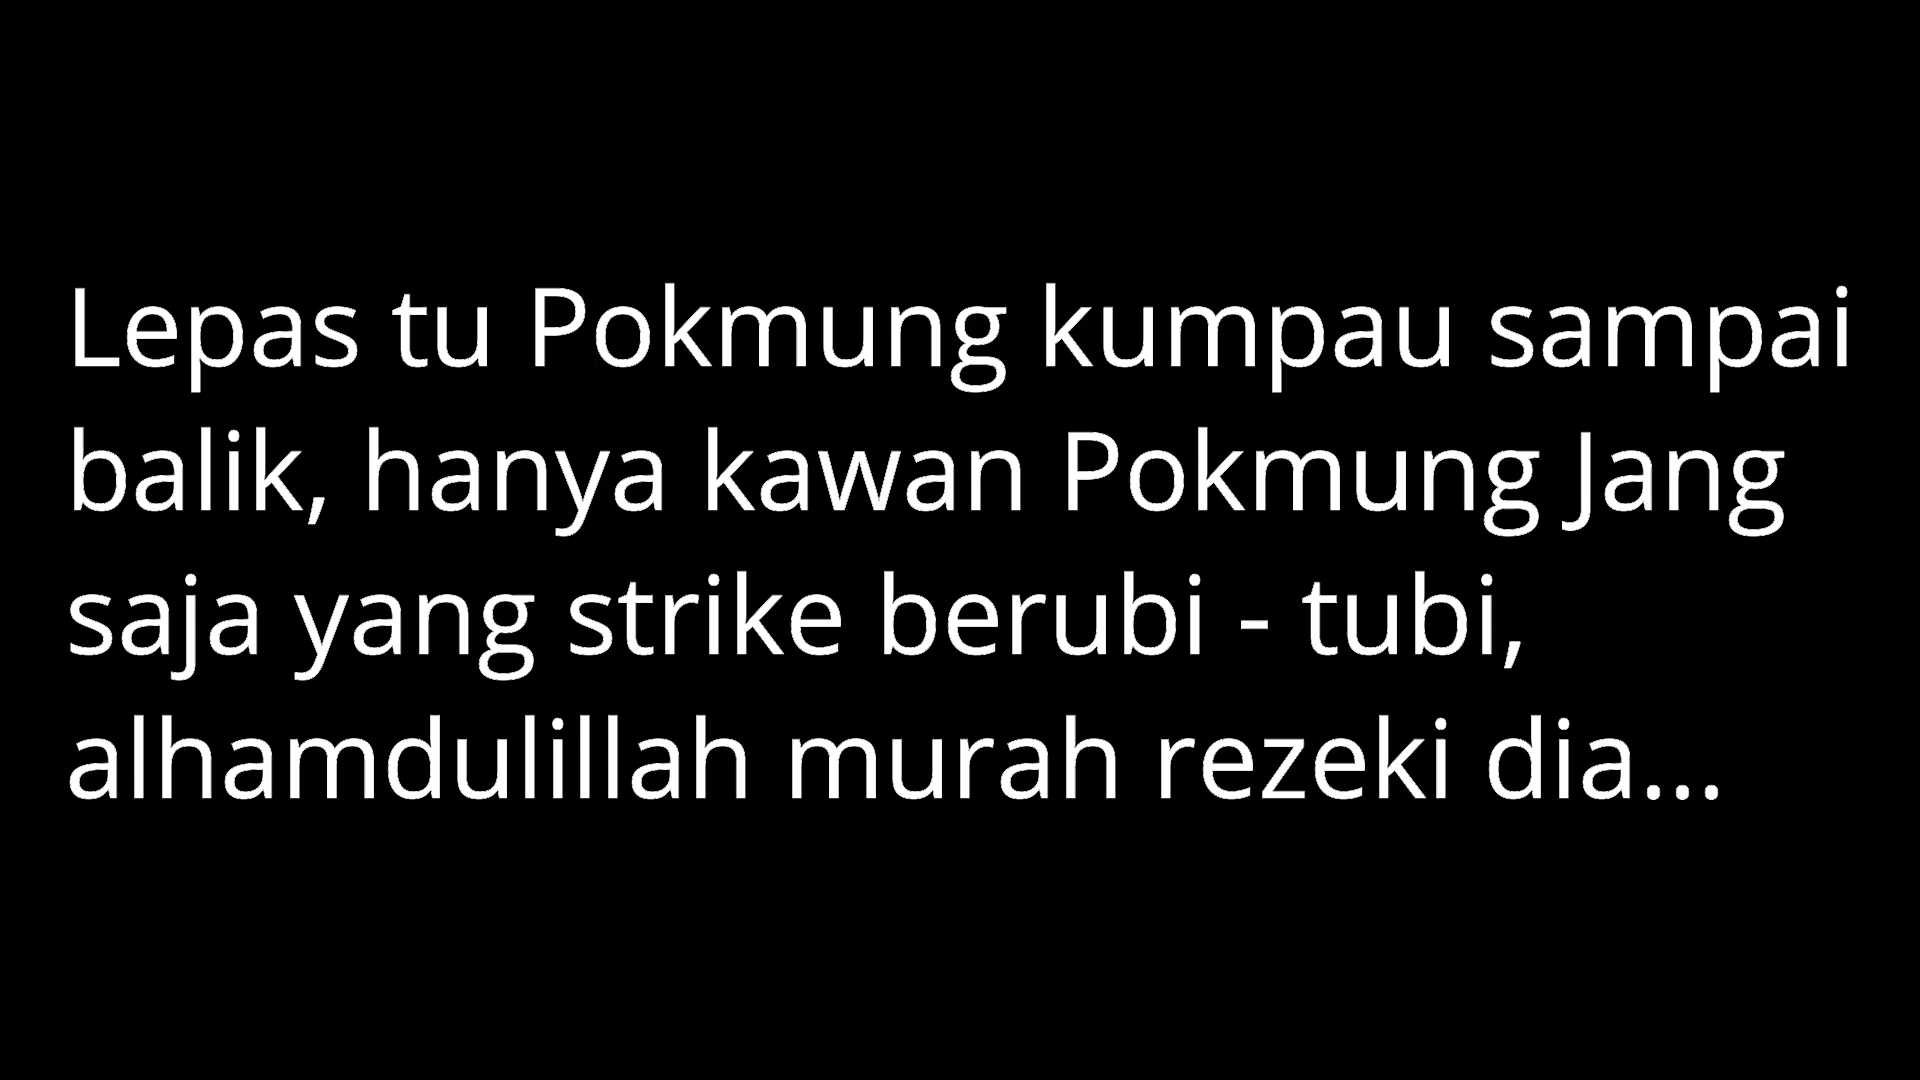 Lepas tu Pokmung kumpau sampai
balik, hanya kawan Pokmung Jang
saja yang strike berubi - tubi,
alhamdulillah murah rezeki dia...